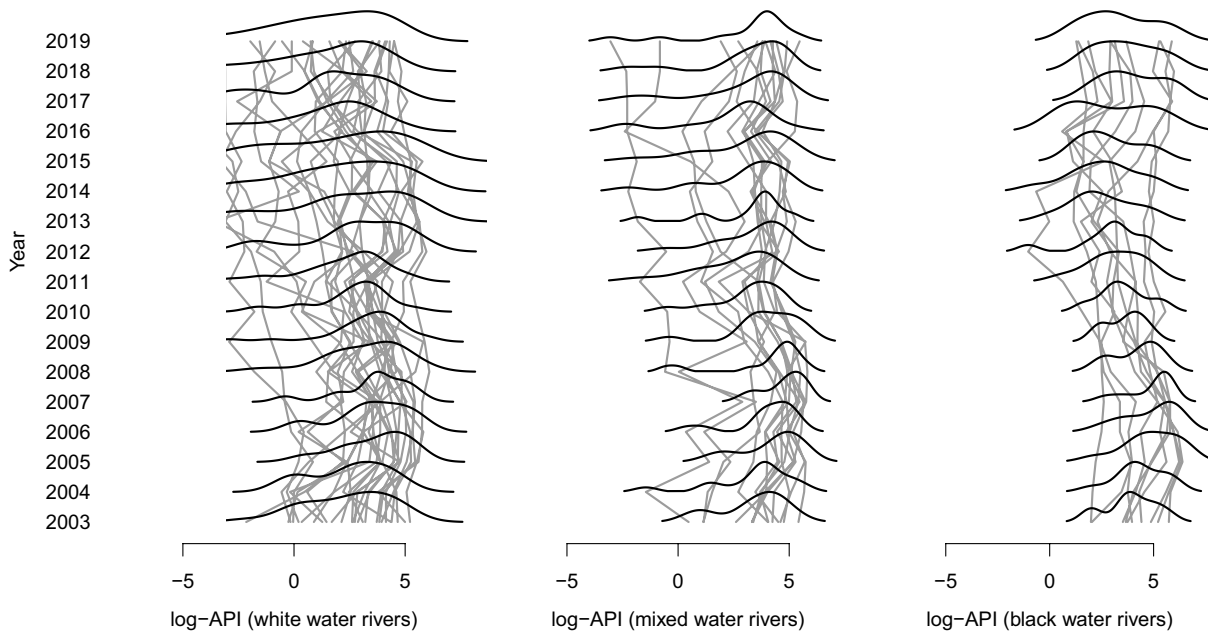 2019
2018
2017
2016
2015
2014
2013
2012
2011
2010
2009
2008
2007
2006
2005
2004
2003
Year
−5 0 5
log−API (white water rivers)
−5 0 5
log−API (mixed water rivers)
−5 0 5
log−API (black water rivers)